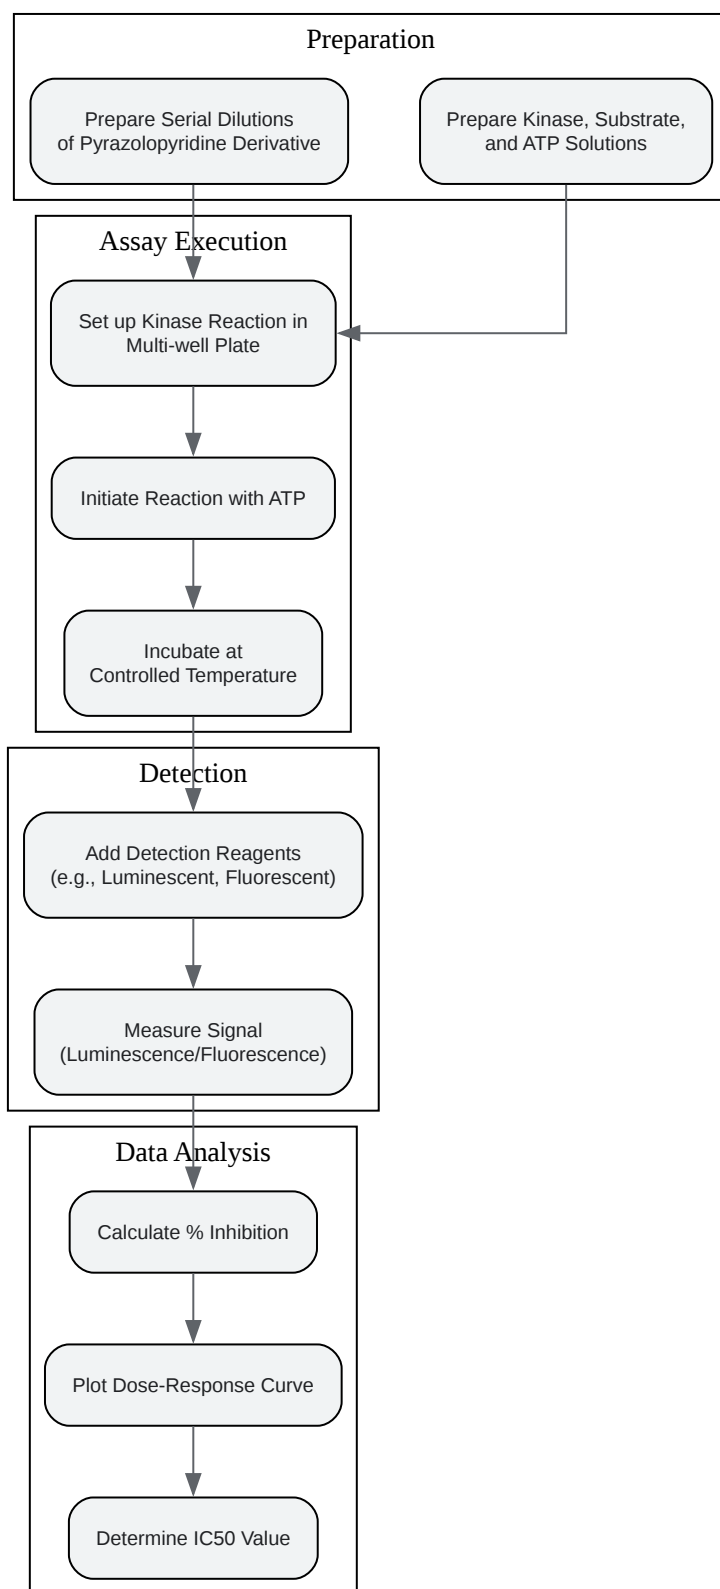 Preparation
Prepare Serial Dilutions
of Pyrazolopyridine Derivative
Prepare Kinase, Substrate,
and ATP Solutions
Assay Execution
Set up Kinase Reaction in
Multi-well Plate
Initiate Reaction with ATP
Incubate at
Controlled Temperature
Detection
Add Detection Reagents
(e.g., Luminescent, Fluorescent)
Measure Signal
(Luminescence/Fluorescence)
Data Analysis
Calculate % Inhibition
Plot Dose-Response Curve
Determine IC50 Value